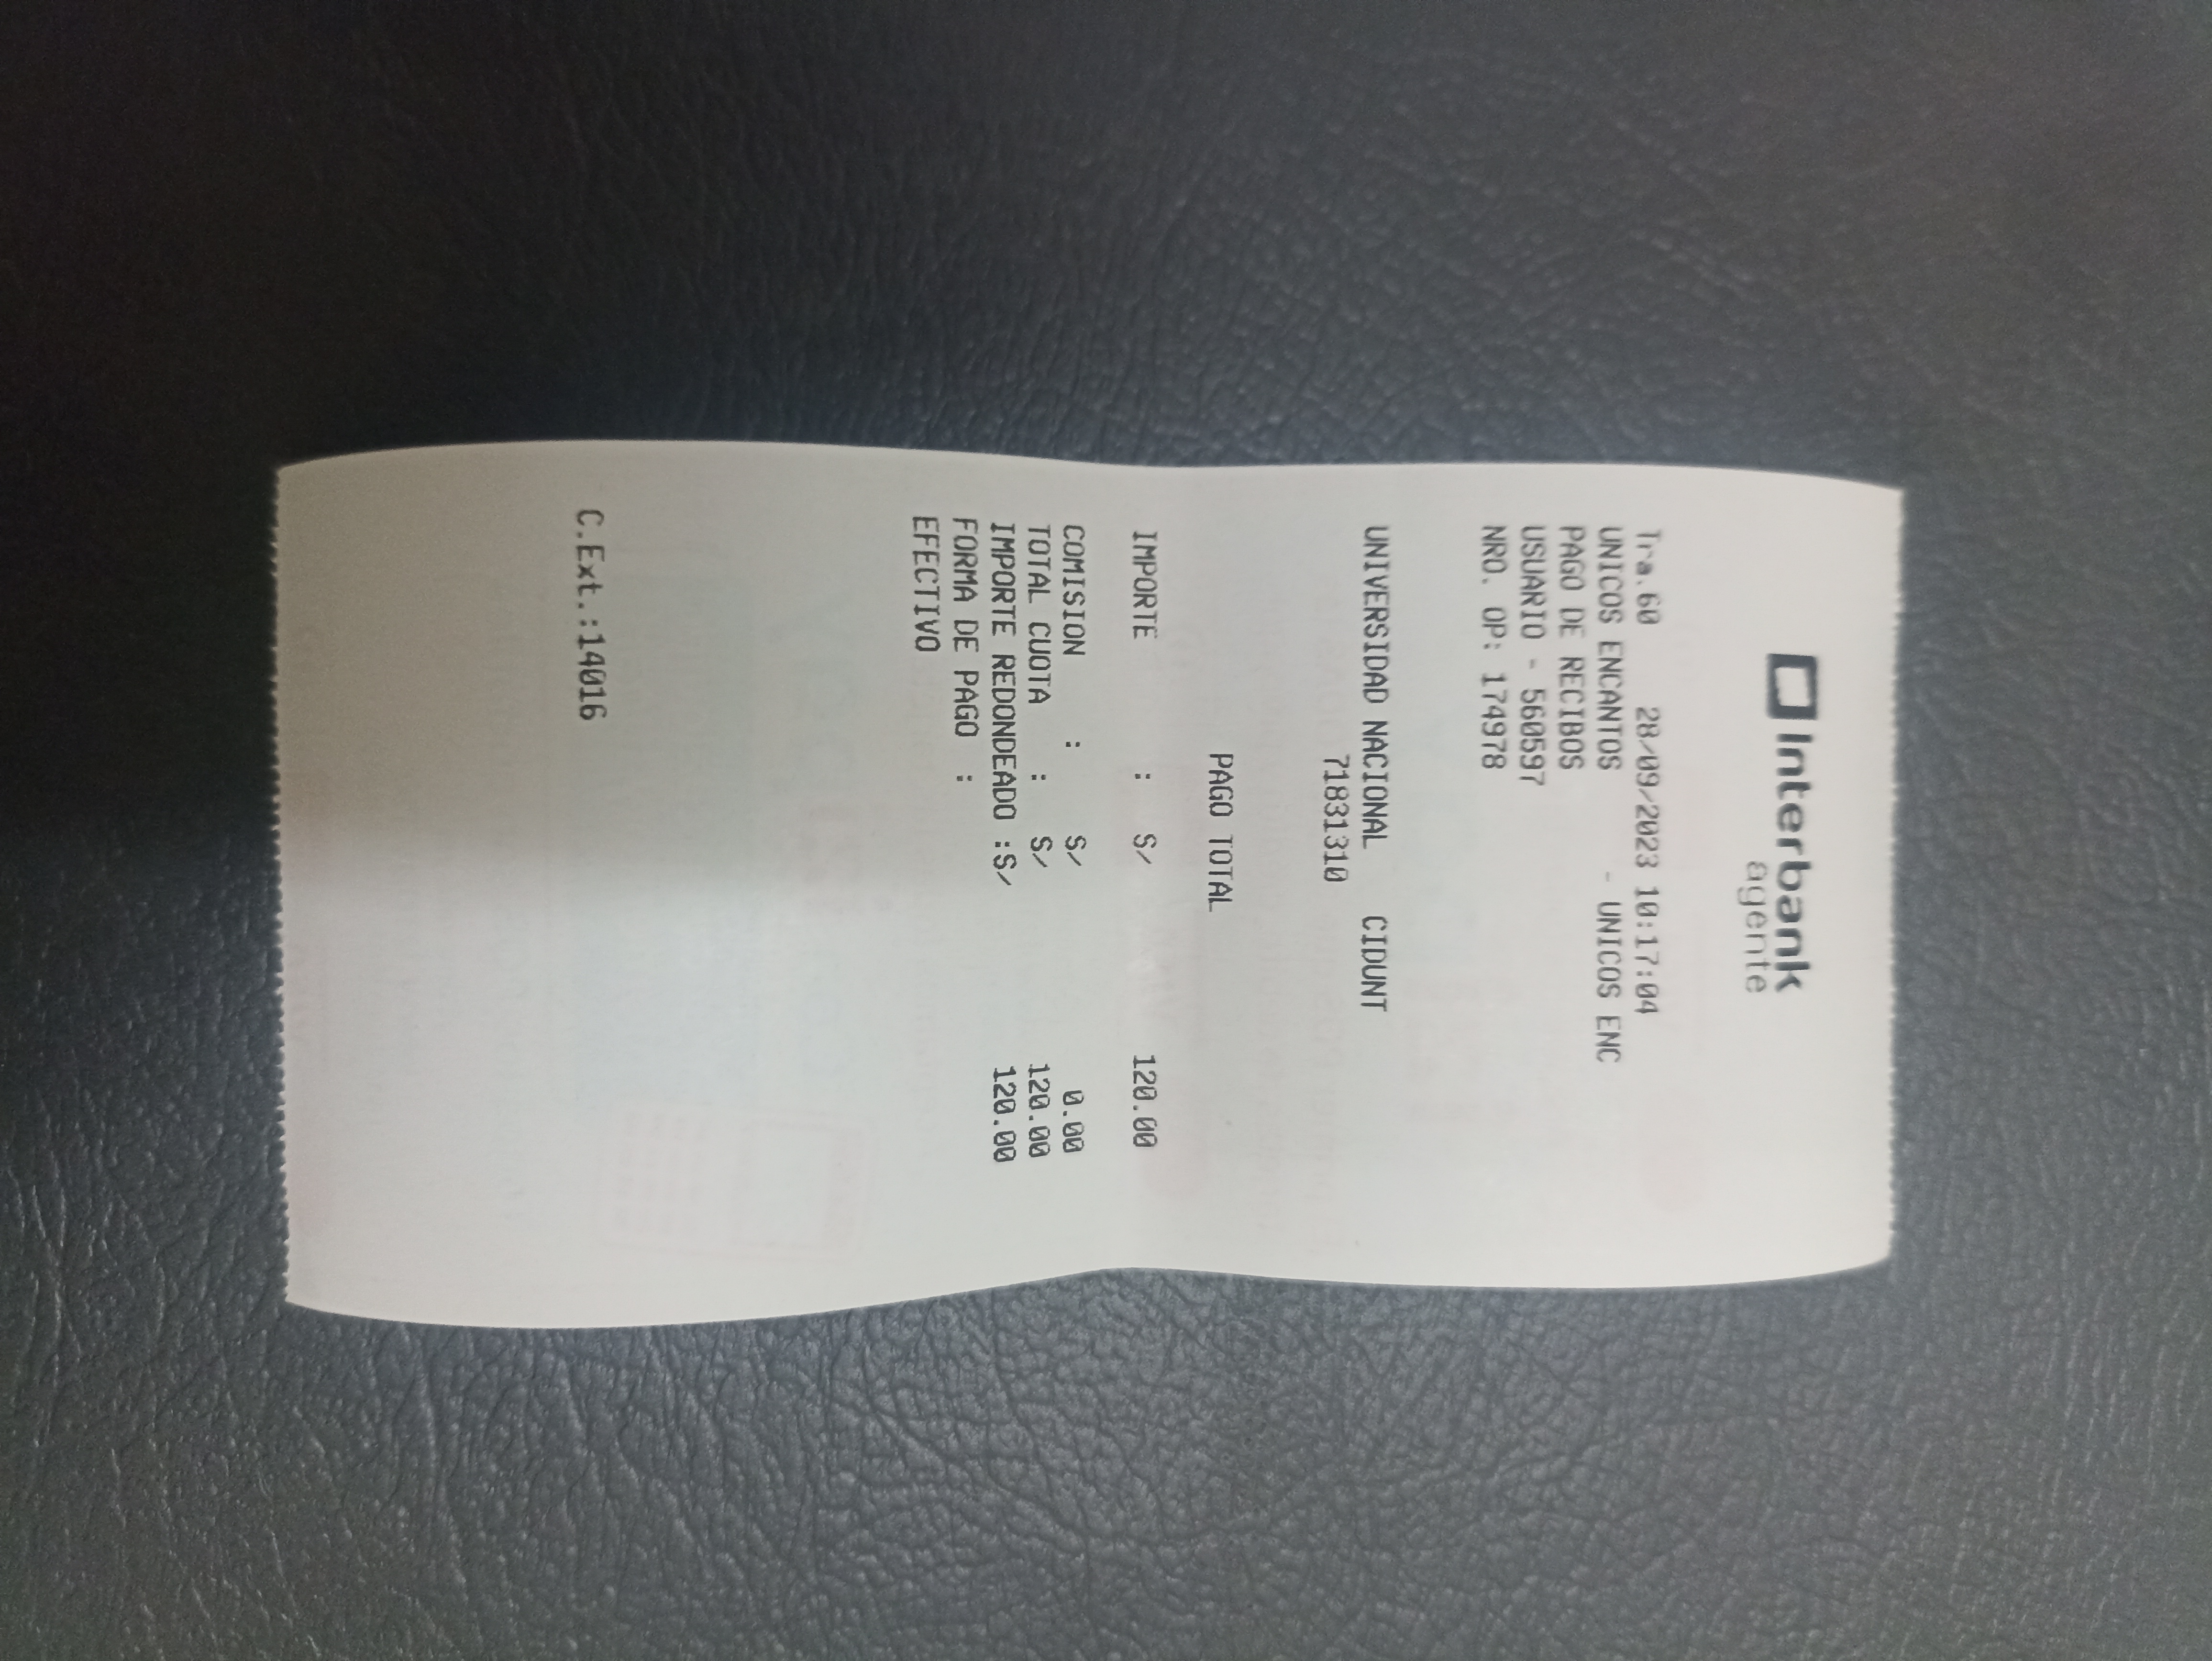 Interbank
agente
Tra.60 28/09/2023 10:17:04
UNICOS ENCANTOS - UNICOS ENC
PAGO DE RECIBOS
USUARIO - 560597
NRO. OP: 174978
UNIVERSIDAD NACIONAL CIDUNT
71831310
PAGO TOTAL
IMPORTE : S/ 120.00
COMISION : S/ 0.00
TOTAL CUOTA : S/ 120.00
IMPORTE REDONDEADO :S/ 120.00
FORMA DE PAGO :
EFECTIVO
C.Ext.:14016